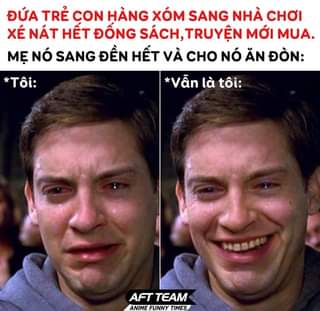 ĐỨA TRẺ CON HÀNG XÓM SANG NHÀ CHƠI
XÉ NÁT HẾT ĐỐNG SÁCH,TRUYỆN MỚI MUA.
MẸ NÓ SANG ĐỀN HẾT VÀ CHO NÓ ĂN ĐÒN:
*Tôi:
*Vẫn là tôi:
AFT TEAM
ANIME FUNNY TIMES